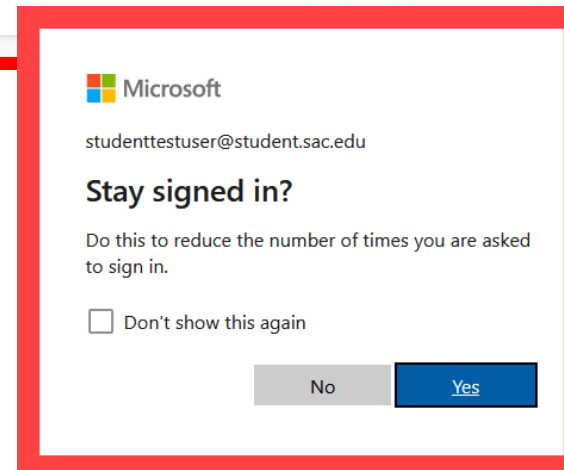 Microsoft
studenttestuser@student.sac.edu
Stay signed in?
Do this to reduce the number of times you are asked
to sign in.
Don't show this again
No
Yes